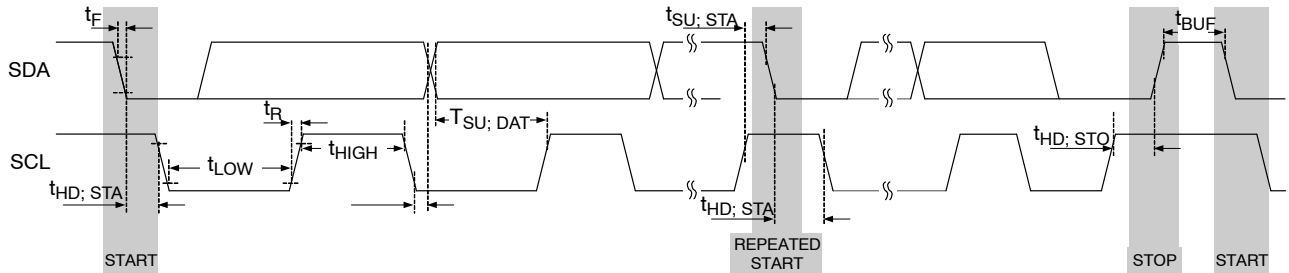 tF
tSU; STA
tBUF
SDA
tR
TSU; DAT
tHD; STO
SCL
tLOW
tHIGH
tHD; STA
tHD; STA
START
REPEATED
START
STOP
START